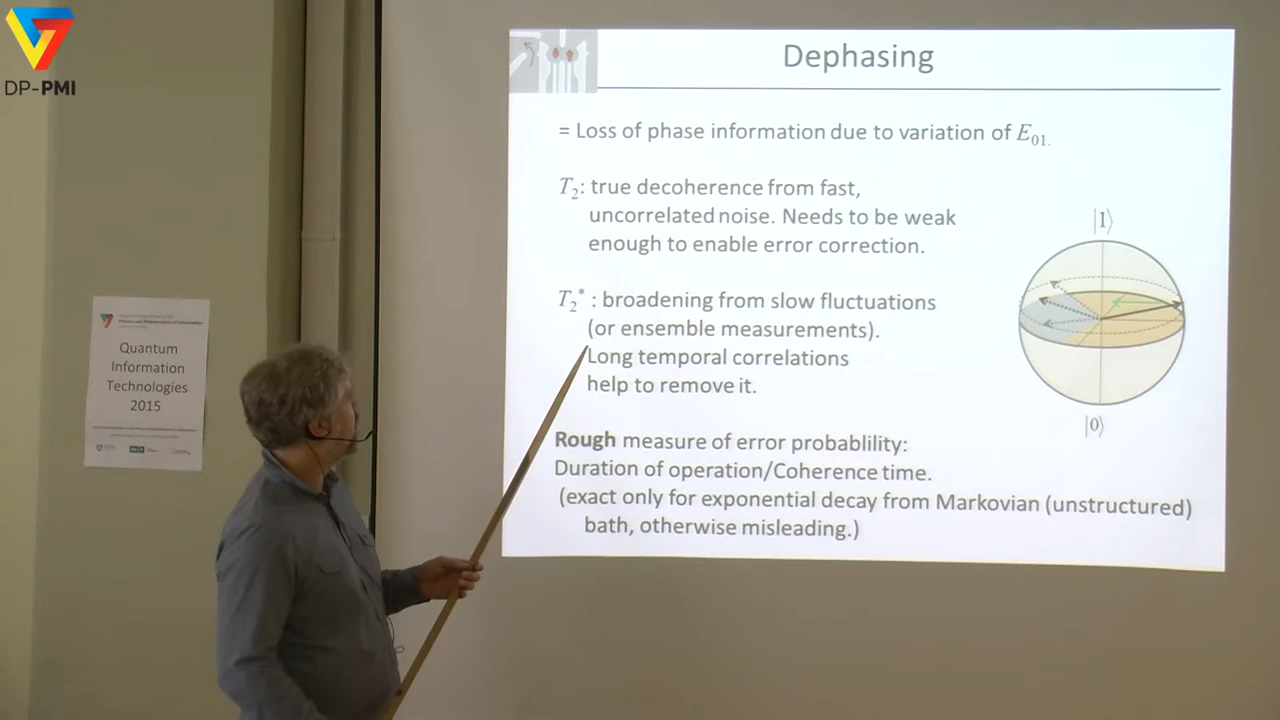 DP-PMI
Dephasing
= Loss of phase information due to variation of E01.
T2: true decoherence from fast,
uncorrelated noise. Needs to be weak
enough to enable error correction.
T2* : broadening from slow fluctuations
(or ensemble measurements).
Long temporal correlations
help to remove it.
Rough measure of error probablility:
Duration of operation/Coherence time.
(exact only for exponential decay from Markovian (unstructured)
bath, otherwise misleading.)
|1⟩
|0⟩
Quantum
Information
Technologies
2015